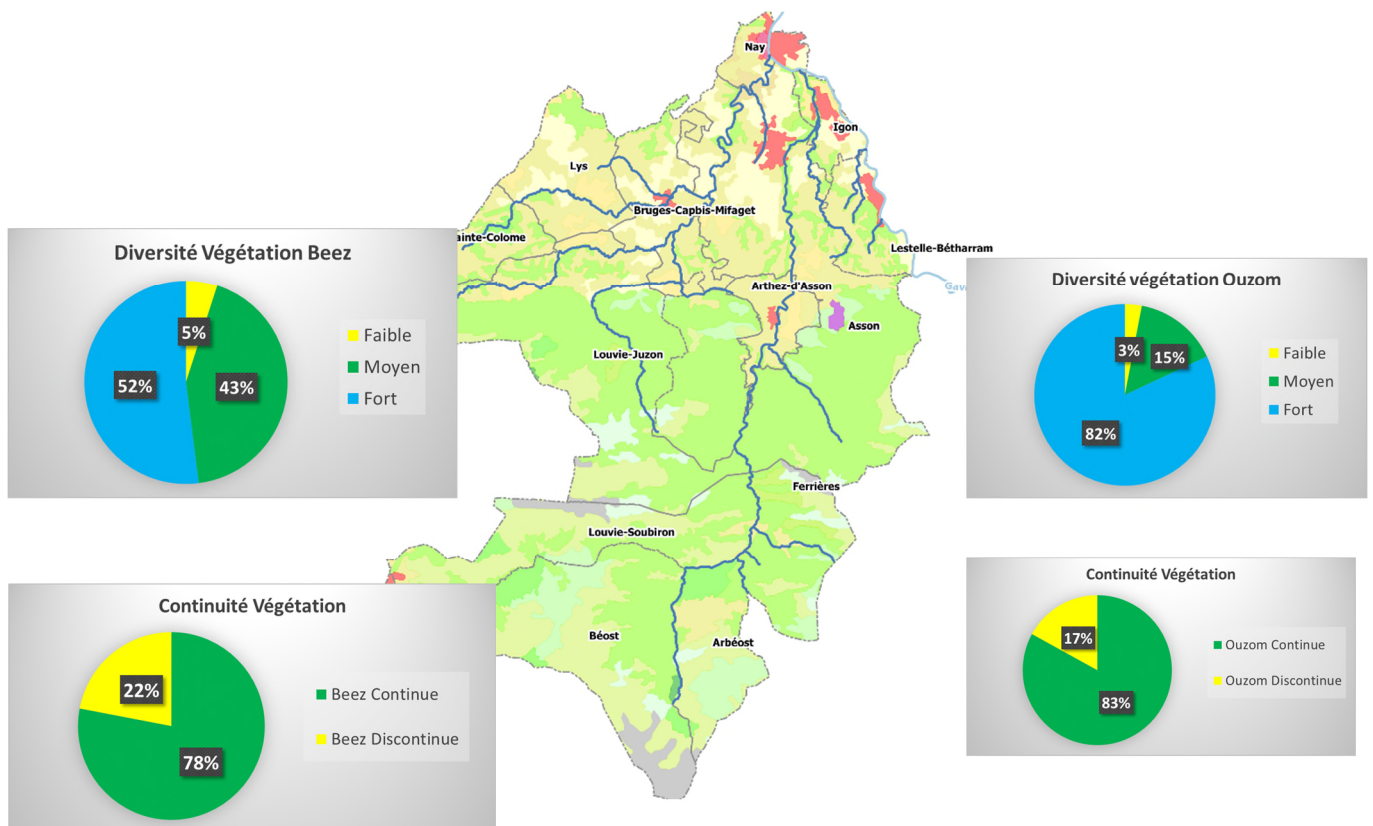 Nay
Igon
Lys
Bruges-Capbis-Mifaget
ainte-Colome
Lestelle-Bétharram
Arthez-d'Asson
Asson
Louvie-Juzon
Ferrières
Louvie-Soubiron
Béost
Arbéost
Diversité Végétation Beez
5%
52%
43%
Faible
Moyen
Fort
Diversité végétation Ouzom
3%
15%
82%
Faible
Moyen
Fort
Continuité Végétation
22%
78%
Beez Continue
Beez Discontinue
Continuité Végétation
17%
83%
Ouzom Continue
Ouzom Discontinue